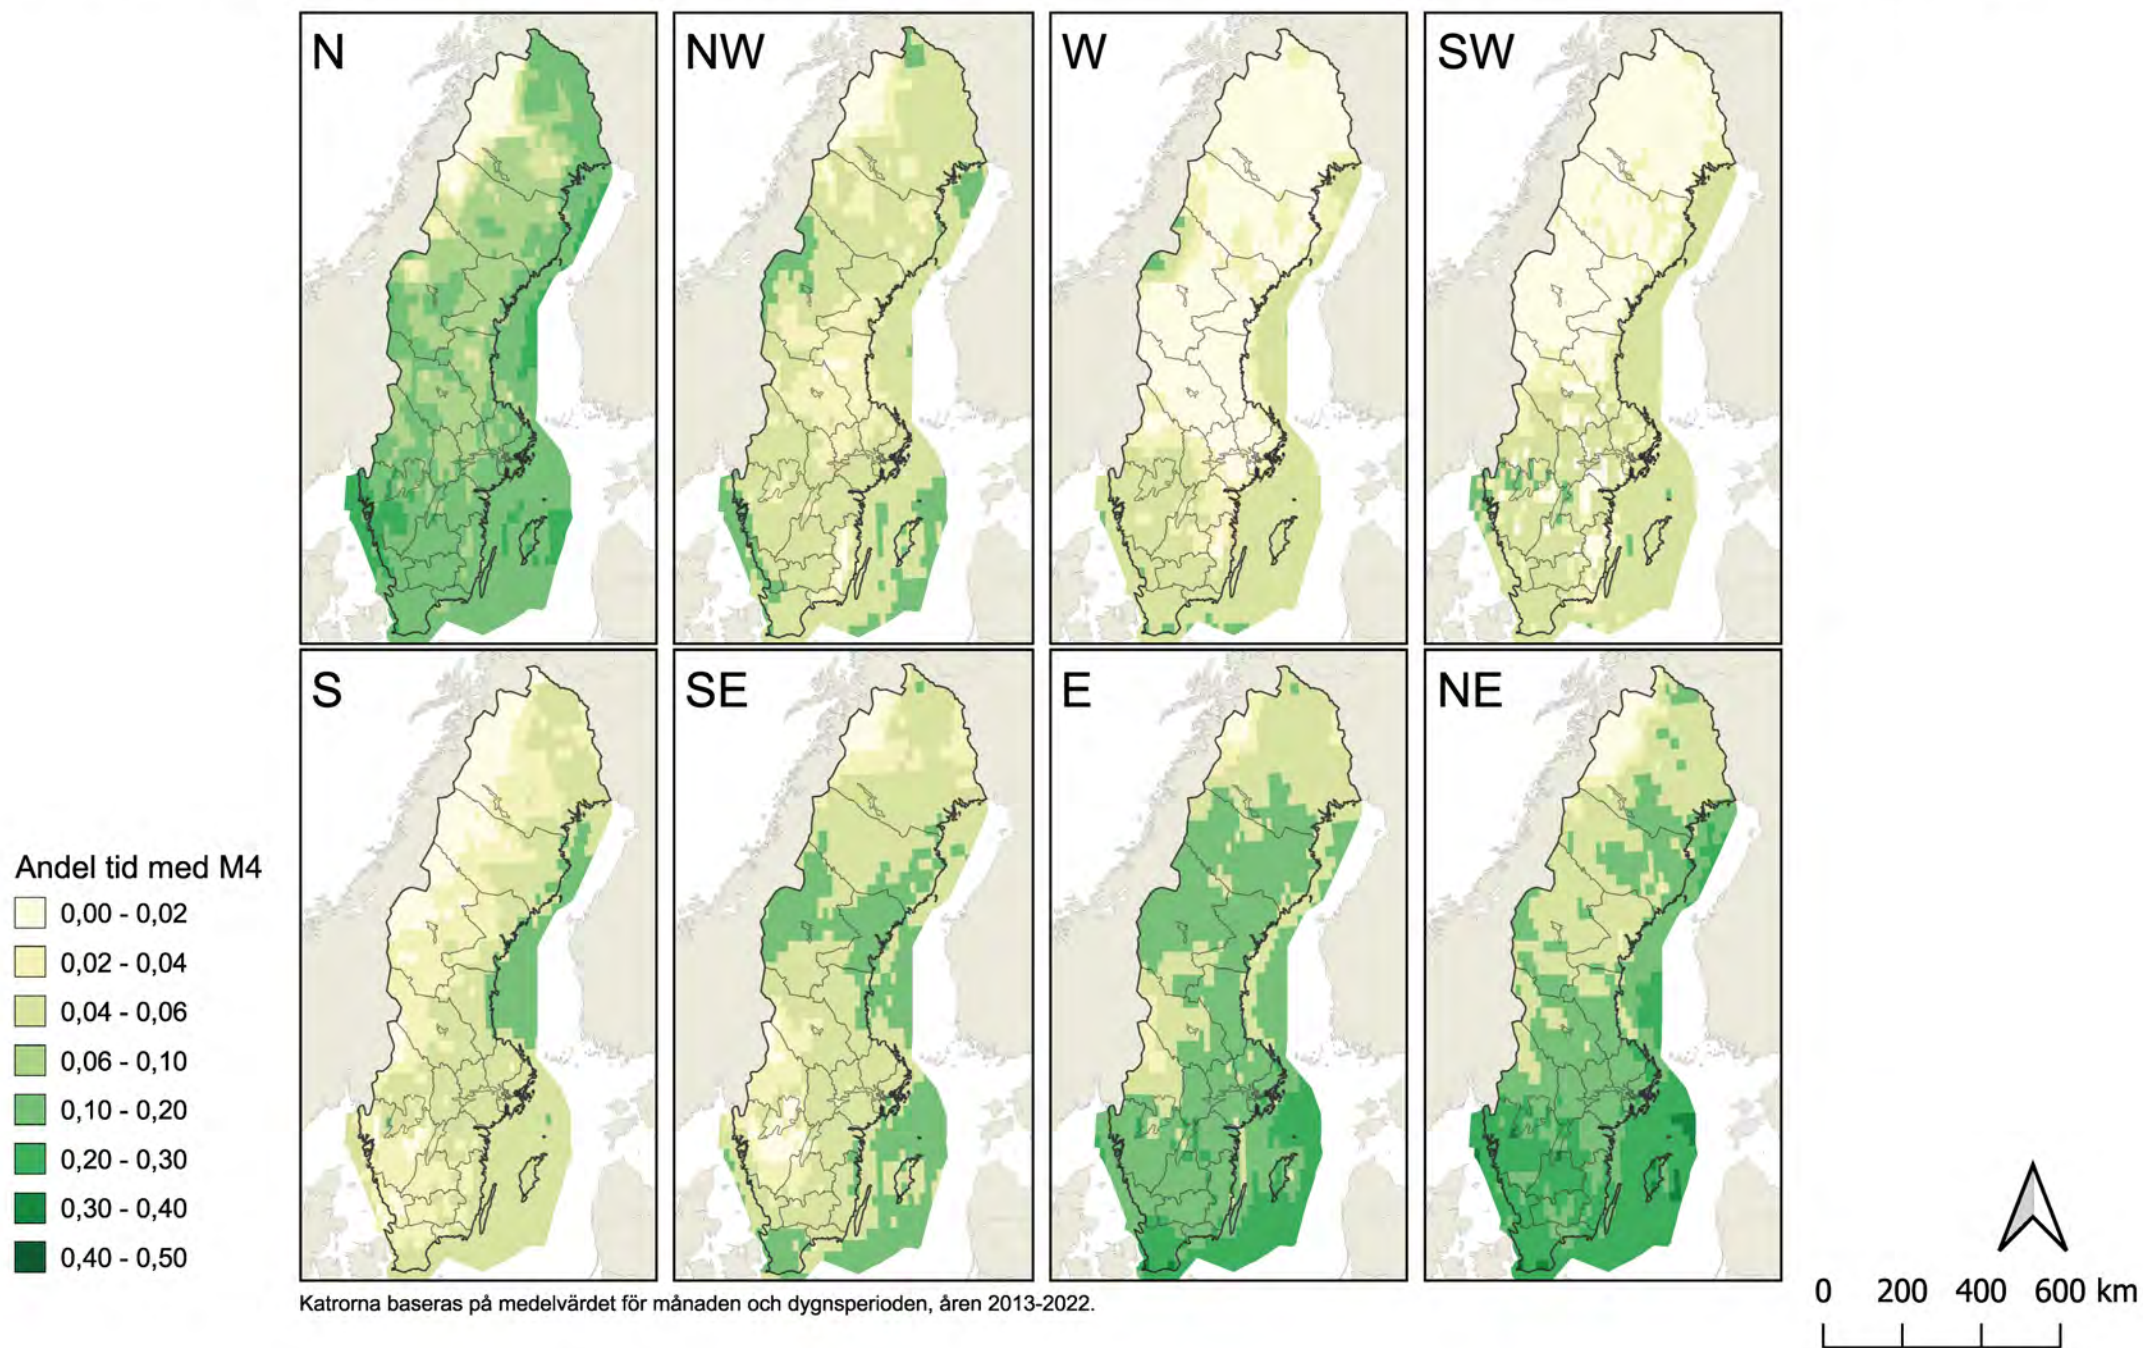 N
NW
W
SW
S
SE
E
NE
Andel tid med M4
0,00 - 0,02
0,02 - 0,04
0,04 - 0,06
0,06 - 0,10
0,10 - 0,20
0,20 - 0,30
0,30 - 0,40
0,40 - 0,50
Katrorna baseras på medelvärdet för månaden och dygnsperioden, åren 2013-2022.
0 200 400 600 km